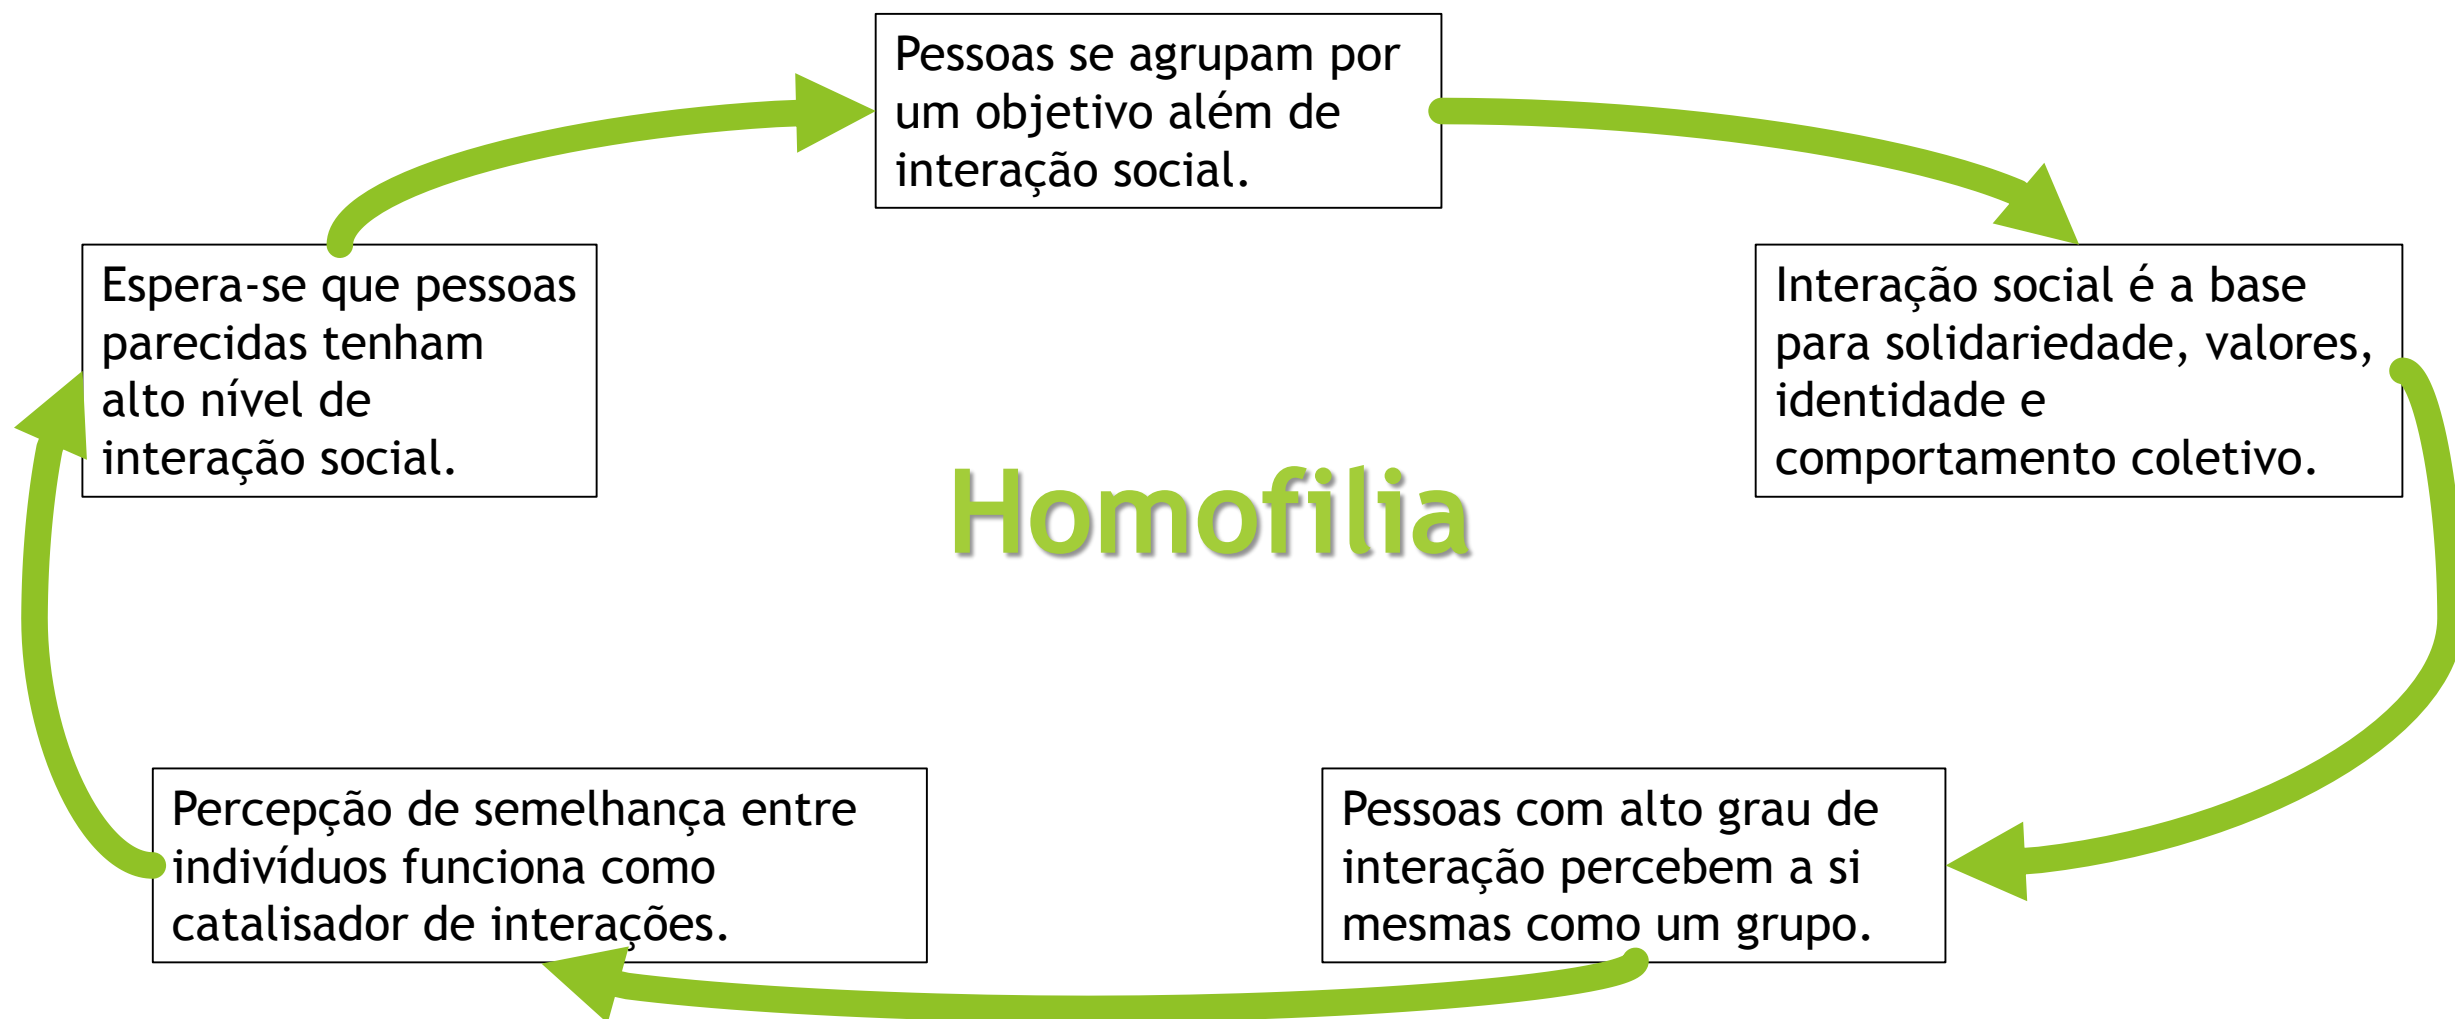 Pessoas se agrupam por
um objetivo além de
interação social.
Espera-se que pessoas
parecidas tenham
alto nível de
interação social.
Interação social é a base
para solidariedade, valores,
identidade e
comportamento coletivo.
Homofilia
Percepção de semelhança entre
indivíduos funciona como
catalisador de interações.
Pessoas com alto grau de
interação percebem a si
mesmas como um grupo.